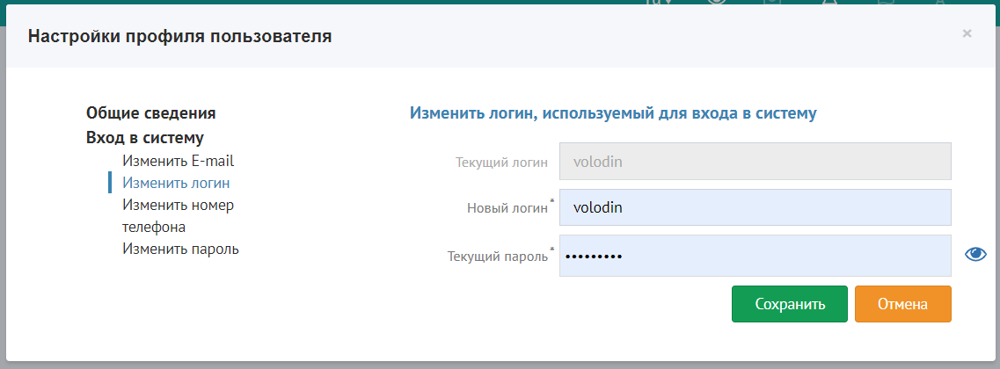 Настройки профиля пользователя
×
Общие сведения
Вход в систему
Изменить E-mail
Изменить логин
Изменить номер
телефона
Изменить пароль
Изменить логин, используемый для входа в систему
Текущий логин volodin
Новый логин* volodin
Текущий пароль* •••••••••
Сохранить Отмена